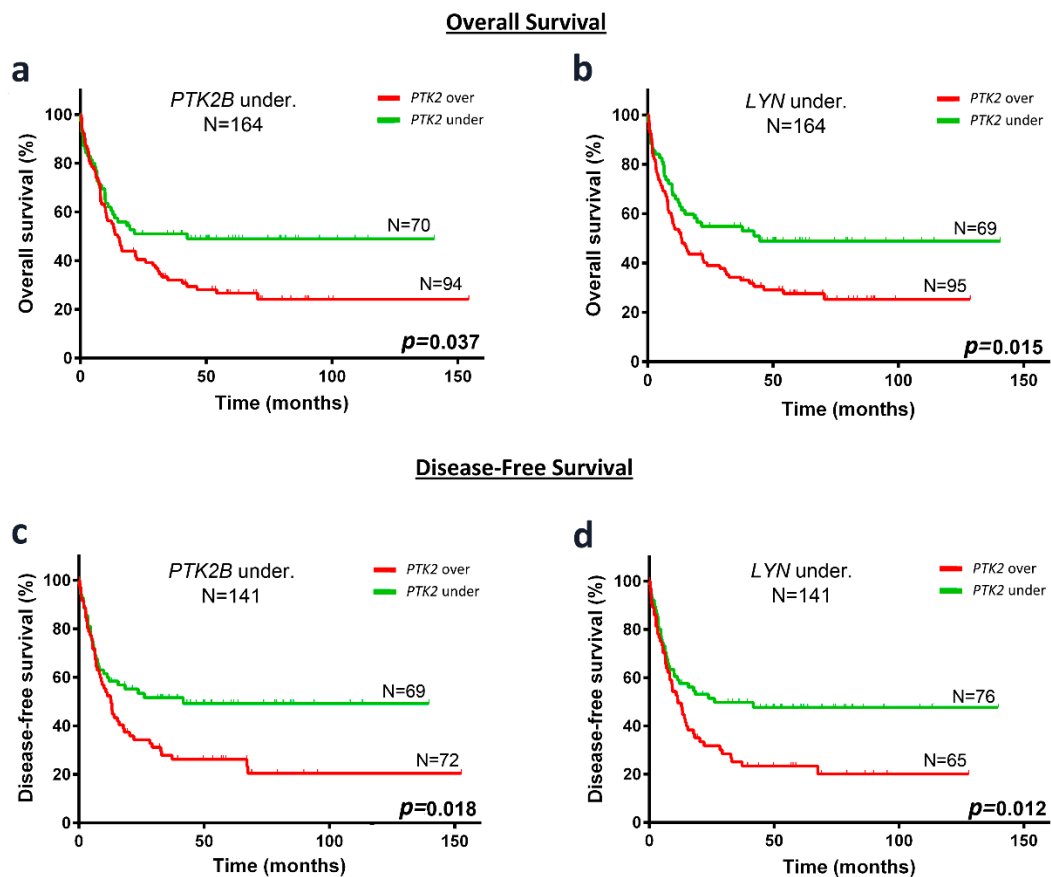 Overall Survival
a
PTK2B under.
N=164
PTK2 over
PTK2 under
Overall survival (%)
100
80
60
40
20
0
N=70
N=94
p=0.037
0 50 100 150
Time (months)
b
LYN under.
N=164
PTK2 over
PTK2 under
Overall survival (%)
100
80
60
40
20
0
N=69
N=95
p=0.015
0 50 100 150
Time (months)
Disease-Free Survival
c
PTK2B under.
N=141
PTK2 over
PTK2 under
Disease-free survival (%)
100
80
60
40
20
0
N=69
N=72
p=0.018
0 50 100 150
Time (months)
d
LYN under.
N=141
PTK2 over
PTK2 under
Disease-free survival (%)
100
80
60
40
20
0
N=76
N=65
p=0.012
0 50 100 150
Time (months)